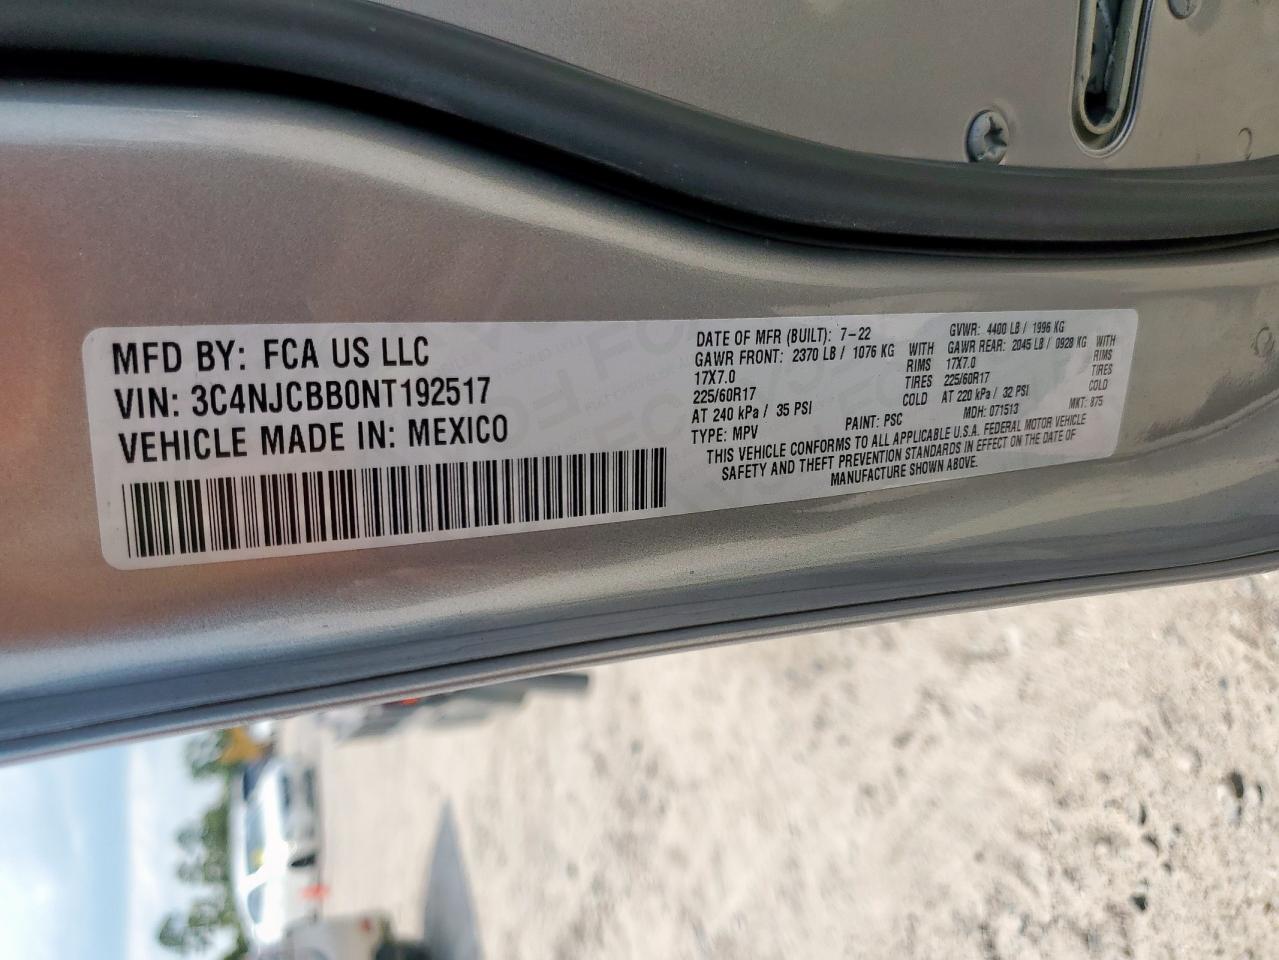 MFD BY: FCA US LLC
VIN: 3C4NJCBB0NT192517
VEHICLE MADE IN: MEXICO
DATE OF MFR (BUILT): 7-22
GVWR: 4400 LB / 1996 KG
GAWR FRONT: 2370 LB / 1076 KG WITH
17X7.0 RIMS
225/60R17 TIRES
AT 240 kPa / 35 PSI COLD
GAWR REAR: 2045 LB / 0928 KG WITH
17X7.0 RIMS
225/60R17 TIRES
AT 220 kPa / 32 PSI COLD
TYPE: MPV PAINT: PSC MDH: 071513 MKT: 875
THIS VEHICLE CONFORMS TO ALL APPLICABLE U.S.A. FEDERAL MOTOR VEHICLE
SAFETY AND THEFT PREVENTION STANDARDS IN EFFECT ON THE DATE OF
MANUFACTURE SHOWN ABOVE.